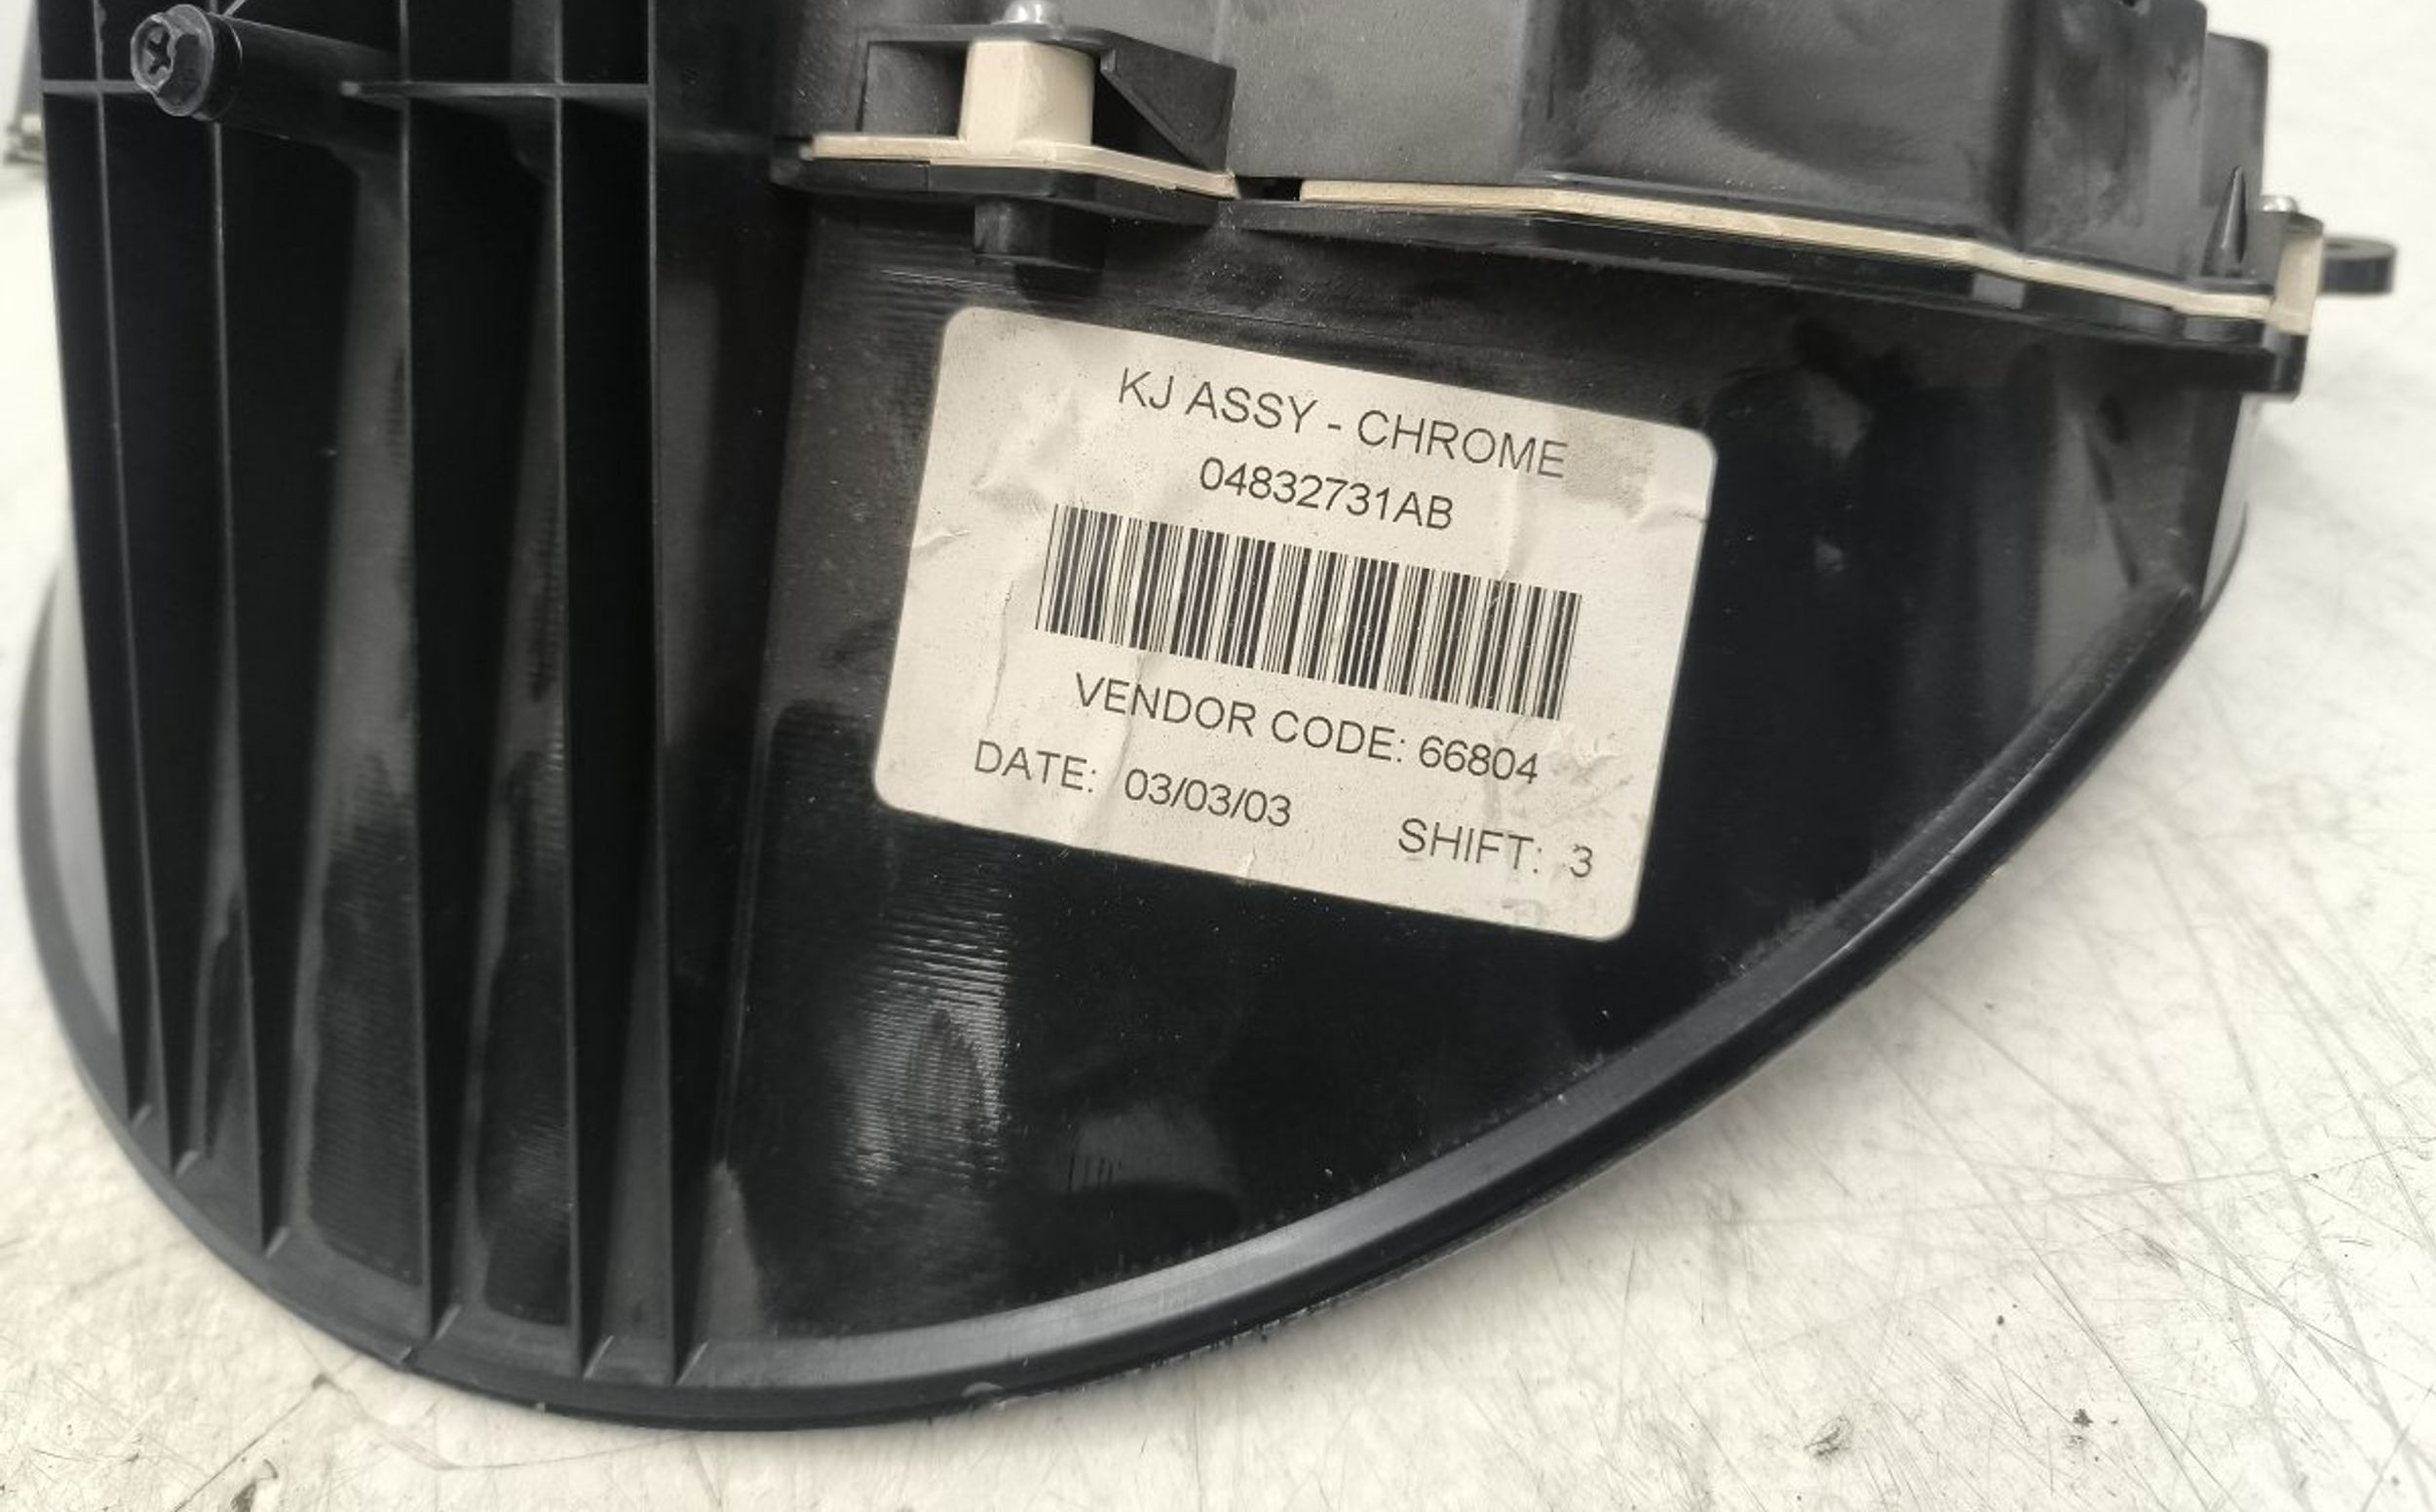 KJ ASSY - CHROME
04832731AB
VENDOR CODE: 66804
DATE: 03/03/03 SHIFT: 3